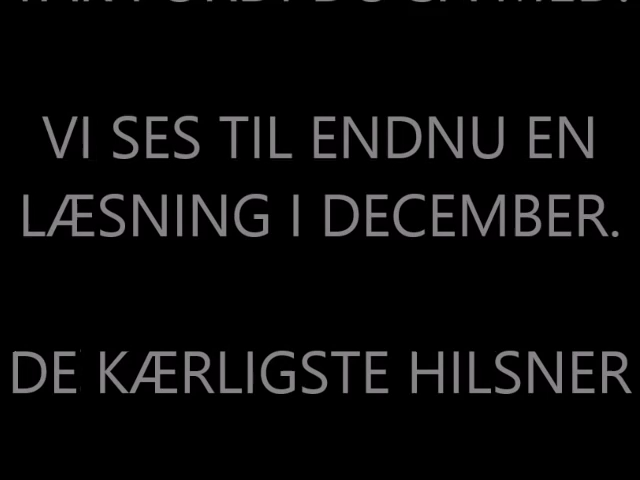 VI SES TIL ENDNU EN
LÆSNING I DECEMBER.
DE KÆRLIGSTE HILSNER